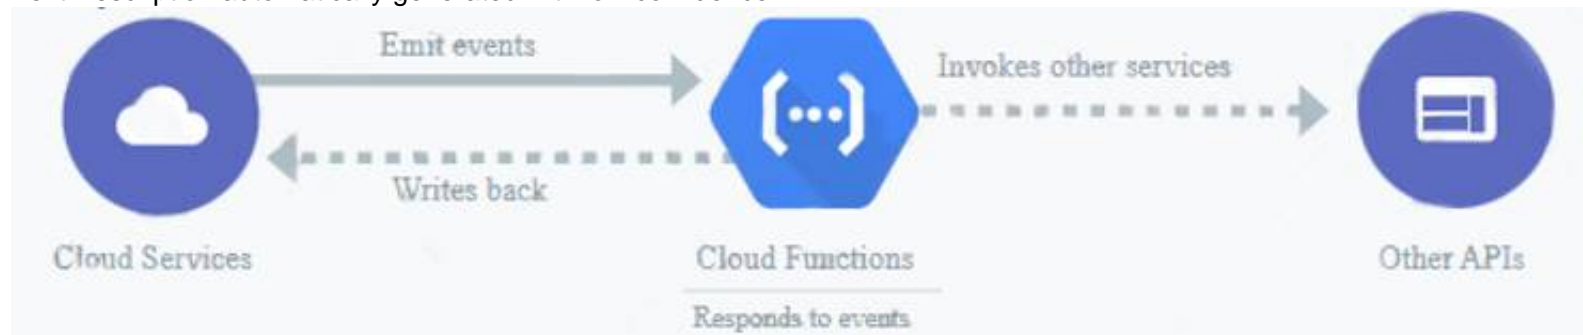 Emit events
Invokes other services
Writes back
Cloud Services
Cloud Functions
Other APIs
Responds to events